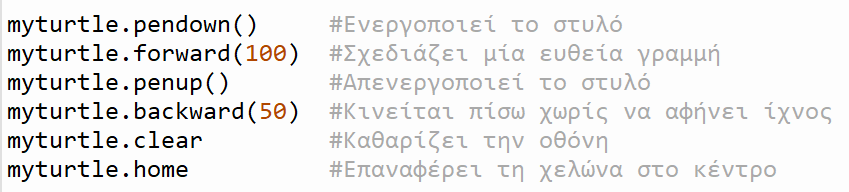 myturtle.pendown() #Ενεργοποιεί το στυλό
myturtle.forward(100) #Σχεδιάζει μία ευθεία γραμμή
myturtle.penup() #Απενεργοποιεί το στυλό
myturtle.backward(50) #Κινείται πίσω χωρίς να αφήνει ίχνος
myturtle.clear #Καθαρίζει την οθόνη
myturtle.home #Επαναφέρει τη χελώνα στο κέντρο